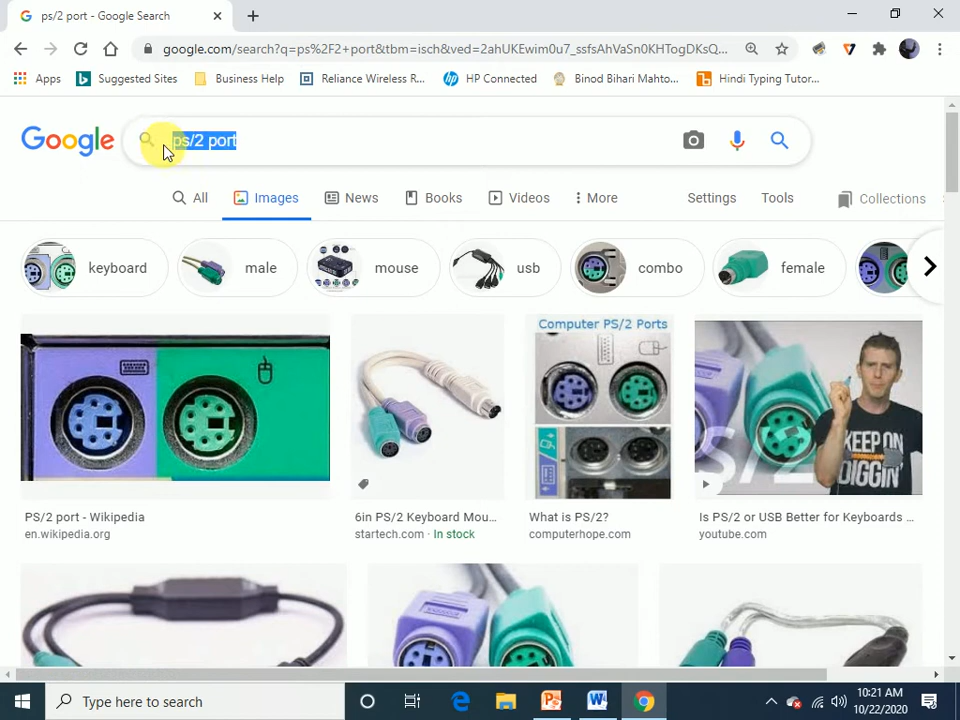 ps/2 port - Google Search
google.com/search?q=ps%2F2+port&tbm=isch&ved=2ahUKEwim0u7_ssfsAhVaSn0KHTogDKsQ...
Apps Suggested Sites Business Help Reliance Wireless R... HP Connected Binod Bihari Mahto... Hindi Typing Tutor...
Google ps/2 port
All Images News Books Videos More Settings Tools Collections
keyboard male mouse usb combo female
Computer PS/2 Ports
KEEP ON
DIGGIN'
PS/2 port - Wikipedia
en.wikipedia.org
6in PS/2 Keyboard Mou...
startech.com · In stock
What is PS/2?
computerhope.com
Is PS/2 or USB Better for Keyboards ...
youtube.com
Type here to search
10:21 AM
10/22/2020